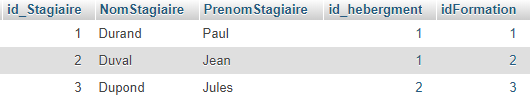 id_Stagiaire NomStagiaire PrenomStagiaire id_hebergment idFormation
1 Durand Paul 1 1
2 Duval Jean 1 2
3 Dupond Jules 2 3